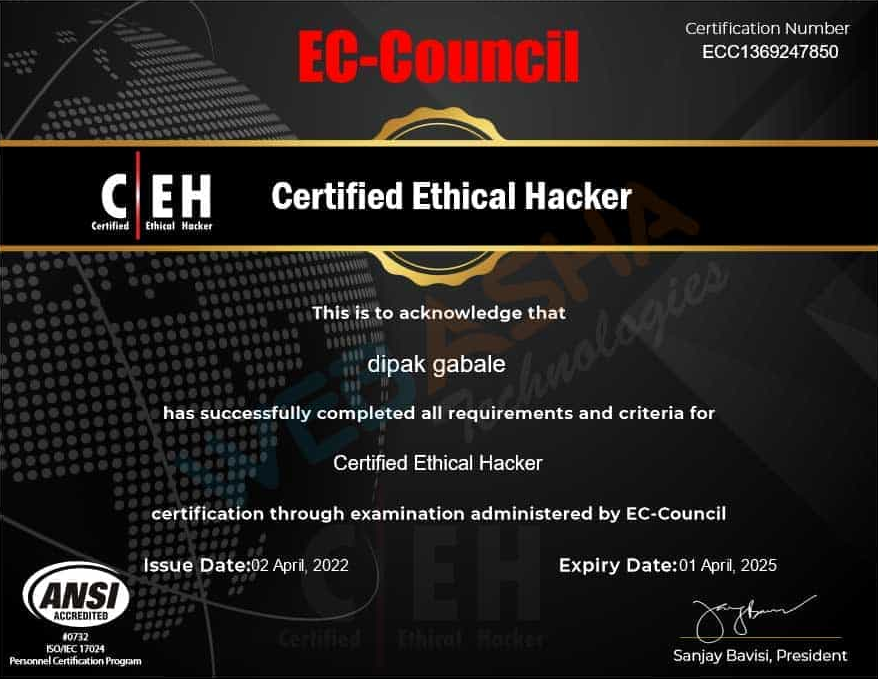 EC-Council
Certification Number
ECC1369247850
C EH
Certified Ethical Hacker
Certified Ethical Hacker
This is to acknowledge that
dipak gabale
has successfully completed all requirements and criteria for
Certified Ethical Hacker
certification through examination administered by EC-Council
Issue Date:02 April, 2022
Expiry Date:01 April, 2025
WEBASHA
Technologies
C EH
Certified Ethical Hacker
ANSI
ACCREDITED
#0732
ISO/IEC 17024
Personnel Certification Program
Sanjay Bavisi, President